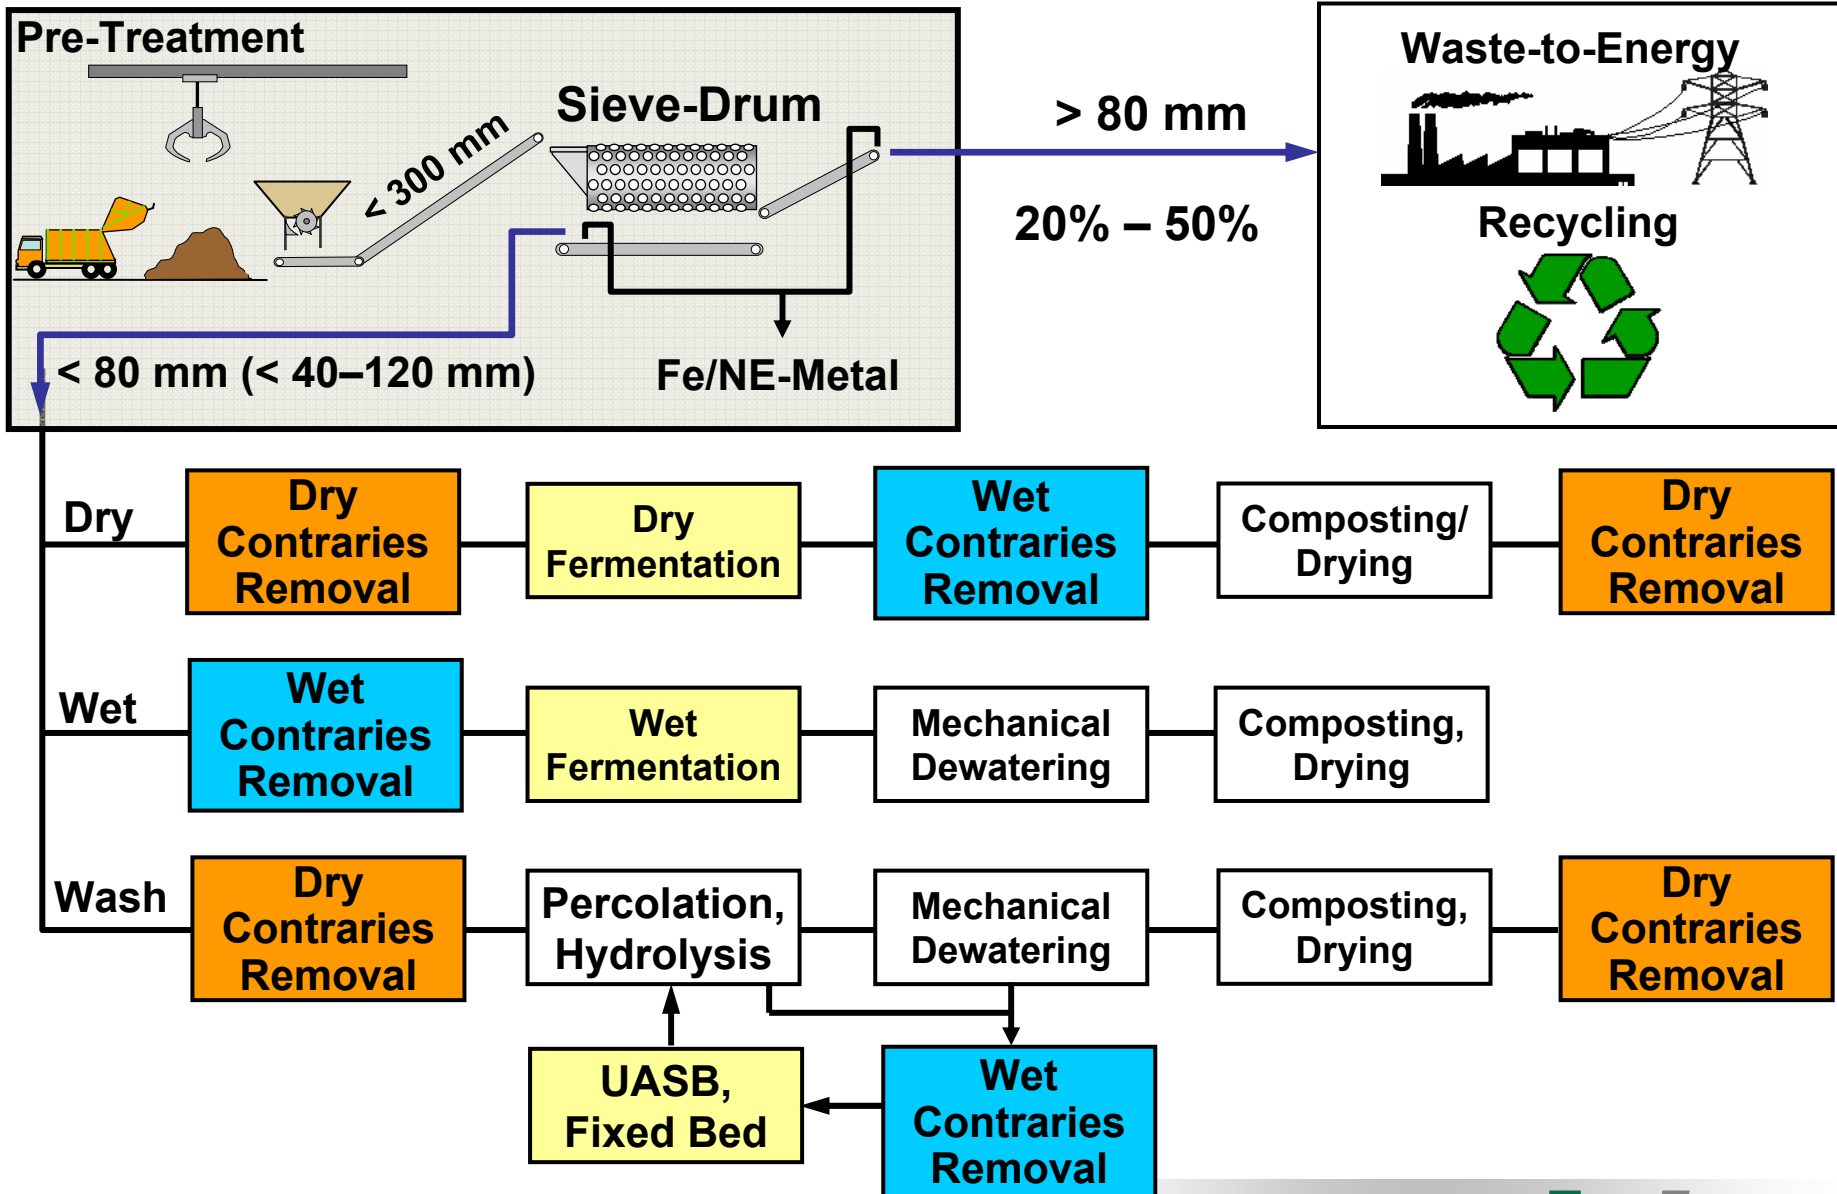 Pre-Treatment
Sieve-Drum
< 300 mm
< 80 mm (< 40–120 mm)
Fe/NE-Metal
> 80 mm
20% – 50%
Waste-to-Energy
Recycling
Dry
Dry
Contraries
Removal
Dry
Fermentation
Wet
Contraries
Removal
Composting/
Drying
Dry
Contraries
Removal
Wet
Wet
Contraries
Removal
Wet
Fermentation
Mechanical
Dewatering
Composting,
Drying
Wash
Dry
Contraries
Removal
Percolation,
Hydrolysis
Mechanical
Dewatering
Composting,
Drying
Dry
Contraries
Removal
UASB,
Fixed Bed
Wet
Contraries
Removal